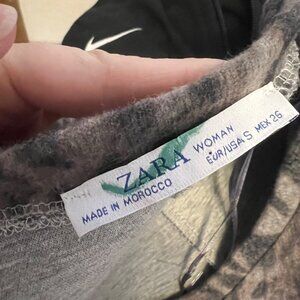 ZARA WOMAN
MADE IN MOROCCO
EUR/USA S MEX 26